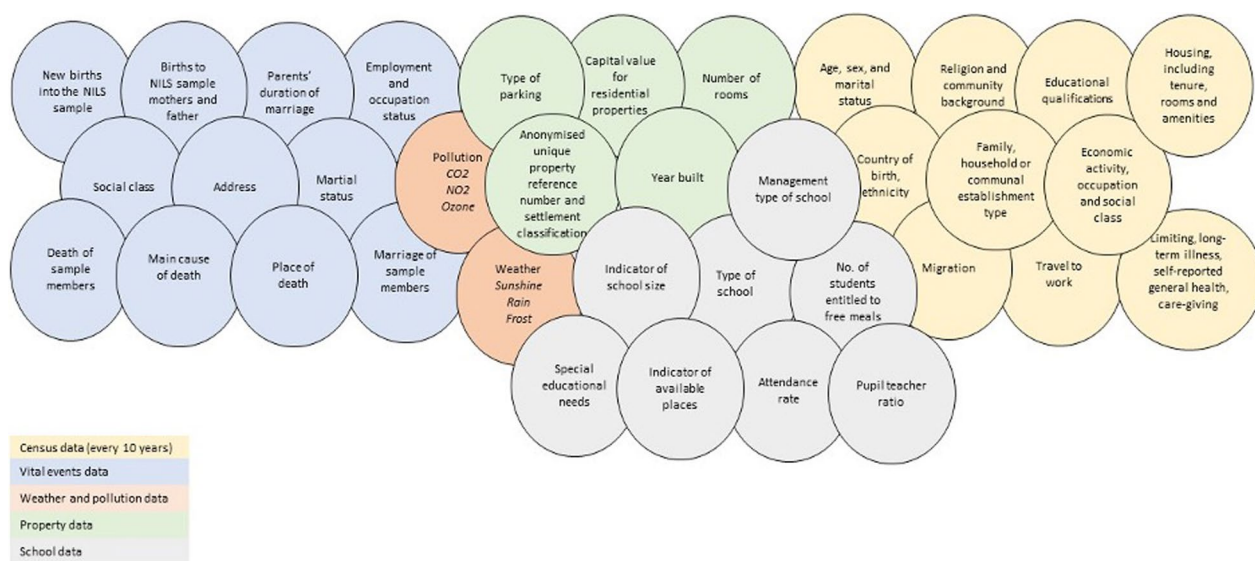 New births
into the NILS
sample
Births to
NILS sample
mothers and
father
Parents'
duration of
marriage
Employment
and
occupation
status
Type of
parking
Capital value
for
residential
properties
Number of
rooms
Age, sex, and
marital
status
Religion and
community
background
Educational
qualifications
Housing,
including
tenure,
rooms and
amenities
Social class
Address
Martial
status
Pollution
CO2
NO2
Ozone
Anonymised
unique
property
reference
number and
settlement
classification
Year built
Management
type of school
Country of
birth,
ethnicity
Family,
household or
communal
establishment
type
Economic
activity,
occupation
and social
class
Death of
sample
members
Main cause
of death
Place of
death
Marriage of
sample
members
Weather
Sunshine
Rain
Frost
Indicator of
school size
Type of
school
No. of
students
entitled to
free meals
Migration
Travel to
work
Limiting, long-
term illness,
self-reported
general health,
care-giving
Special
educational
needs
Indicator of
available
places
Attendance
rate
Pupil teacher
ratio
Census data (every 10 years)
Vital events data
Weather and pollution data
Property data
School data